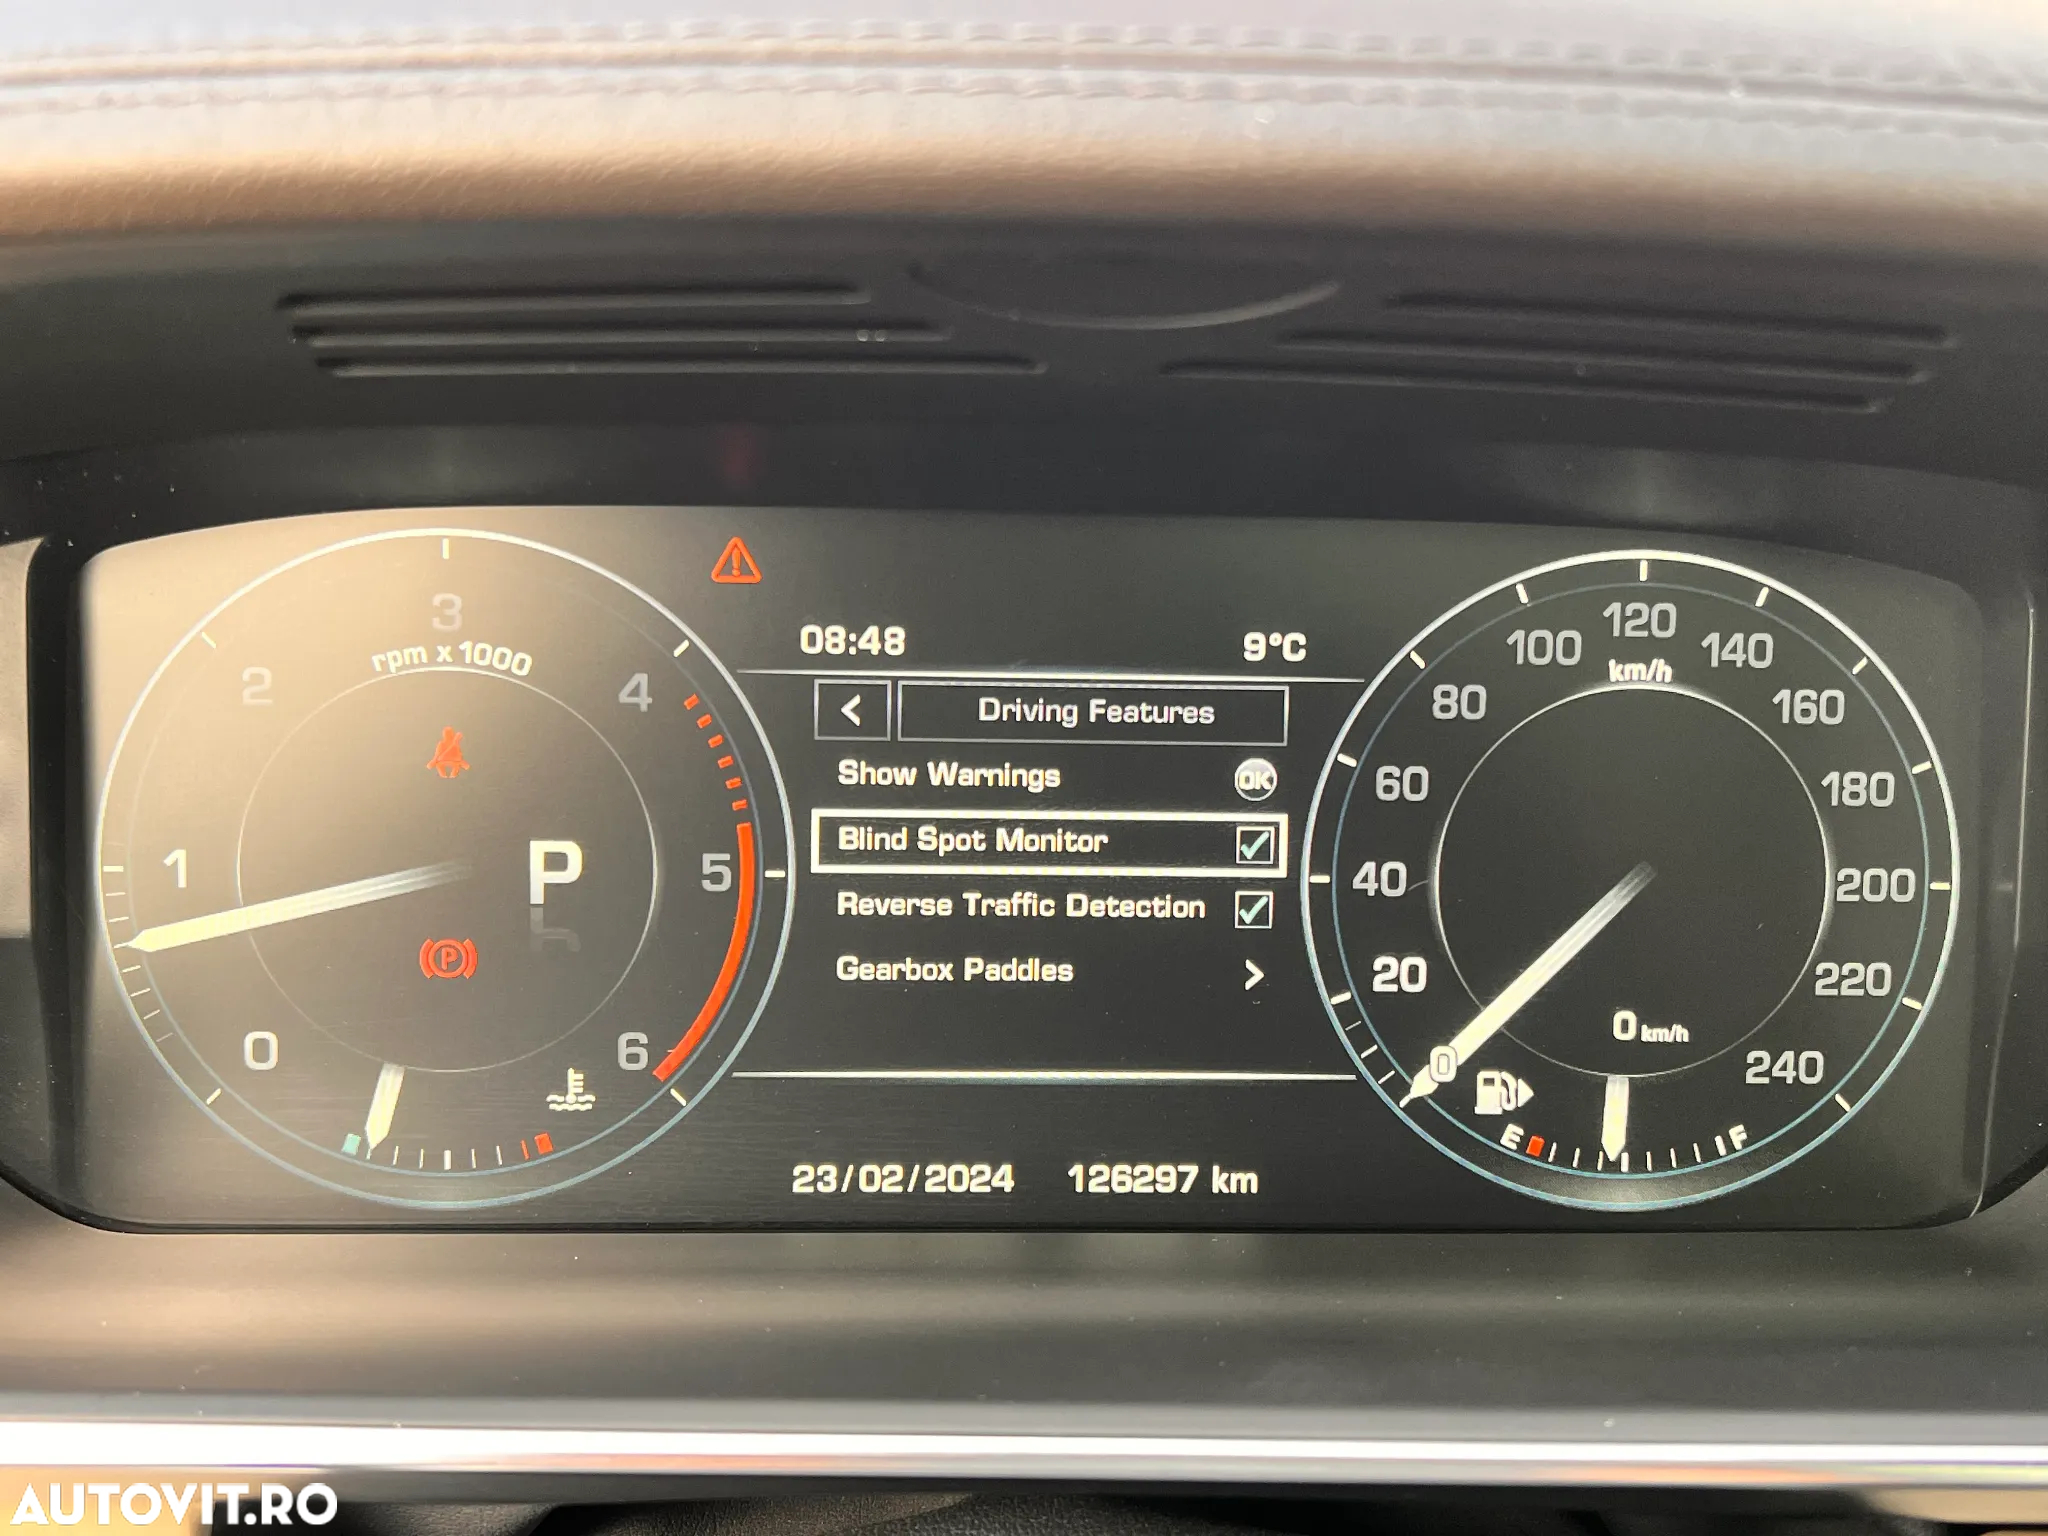 3
rpm x 1000
2
4
1
5
0
6
P
P
08:48
9°C
Driving Features
Show Warnings
OK
Blind Spot Monitor
Reverse Traffic Detection
Gearbox Paddles
23/02/2024 126297 km
120
km/h
100
140
80
160
60
180
40
200
20
220
0
240
0 km/h
E
F
AUTOVIT.RO